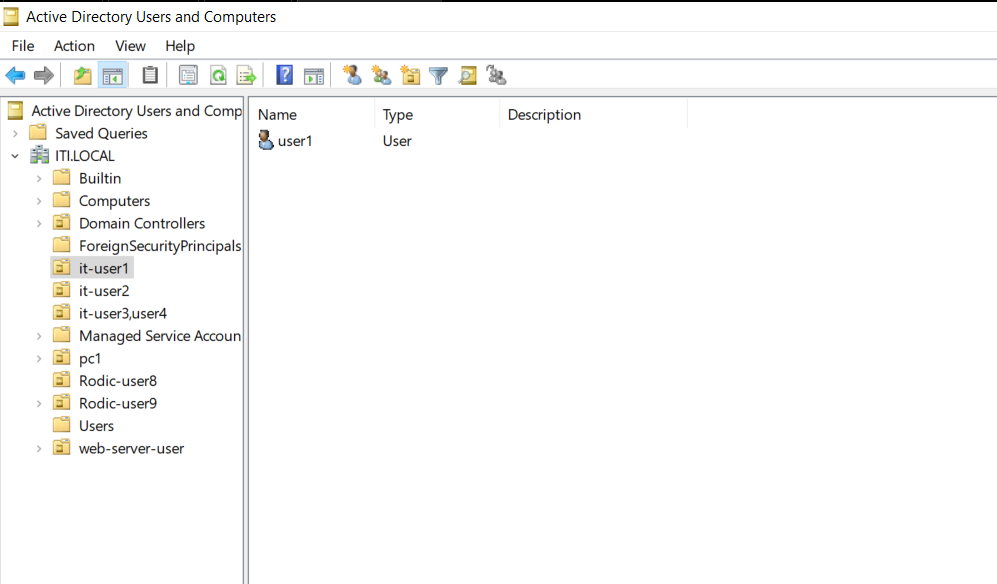 Active Directory Users and Computers
File Action View Help
Active Directory Users and Comp
Saved Queries
ITI.LOCAL
Builtin
Computers
Domain Controllers
ForeignSecurityPrincipals
it-user1
it-user2
it-user3,user4
Managed Service Accoun
pc1
Rodic-user8
Rodic-user9
Users
web-server-user
Name Type Description
user1 User